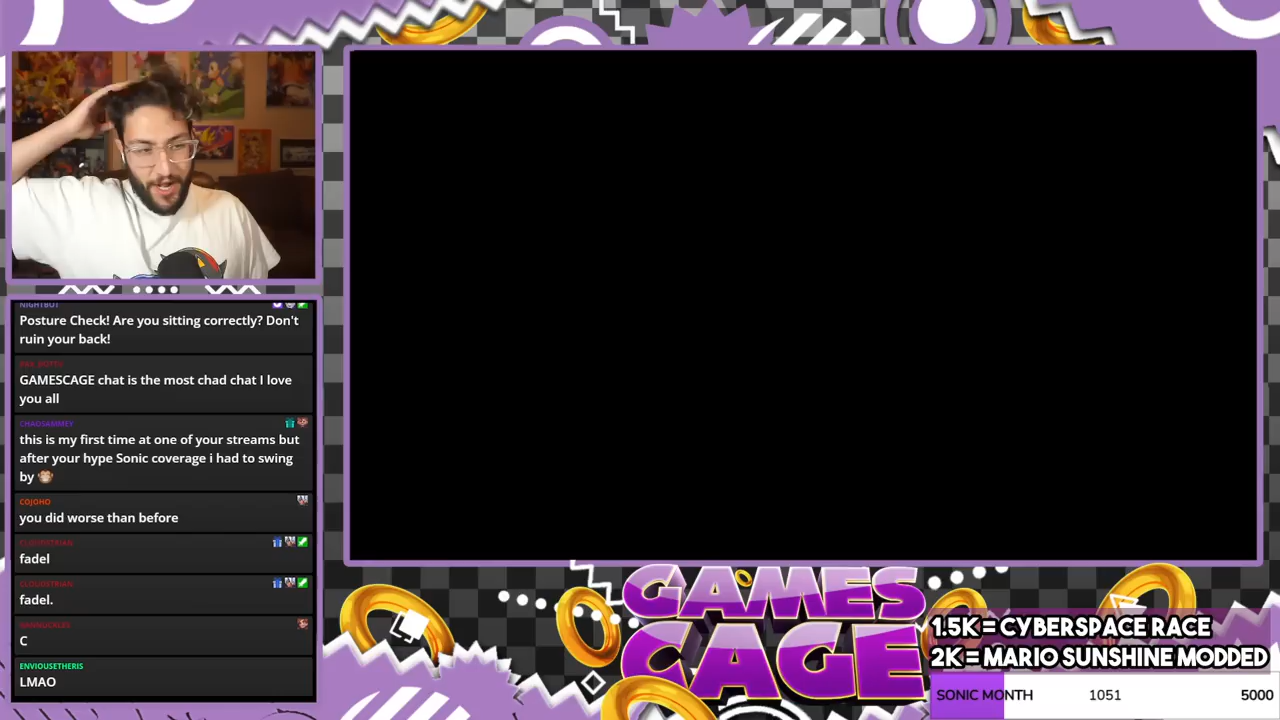 NIGHTBOT
Posture Check! Are you sitting correctly? Don't
ruin your back!
GAMESCAGE chat is the most chad chat I love
you all
CHAOSAMMEY
this is my first time at one of your streams but
after your hype Sonic coverage i had to swing
by
COJOHO
you did worse than before
CLOUDSTRIAN
fadel
CLOUDSTRIAN
fadel.
C
ENVIOUSETHERIS
LMAO
GAMES
CAGE
1.5K = CYBERSPACE RACE
2K = MARIO SUNSHINE MODDED
SONIC MONTH 1051 5000